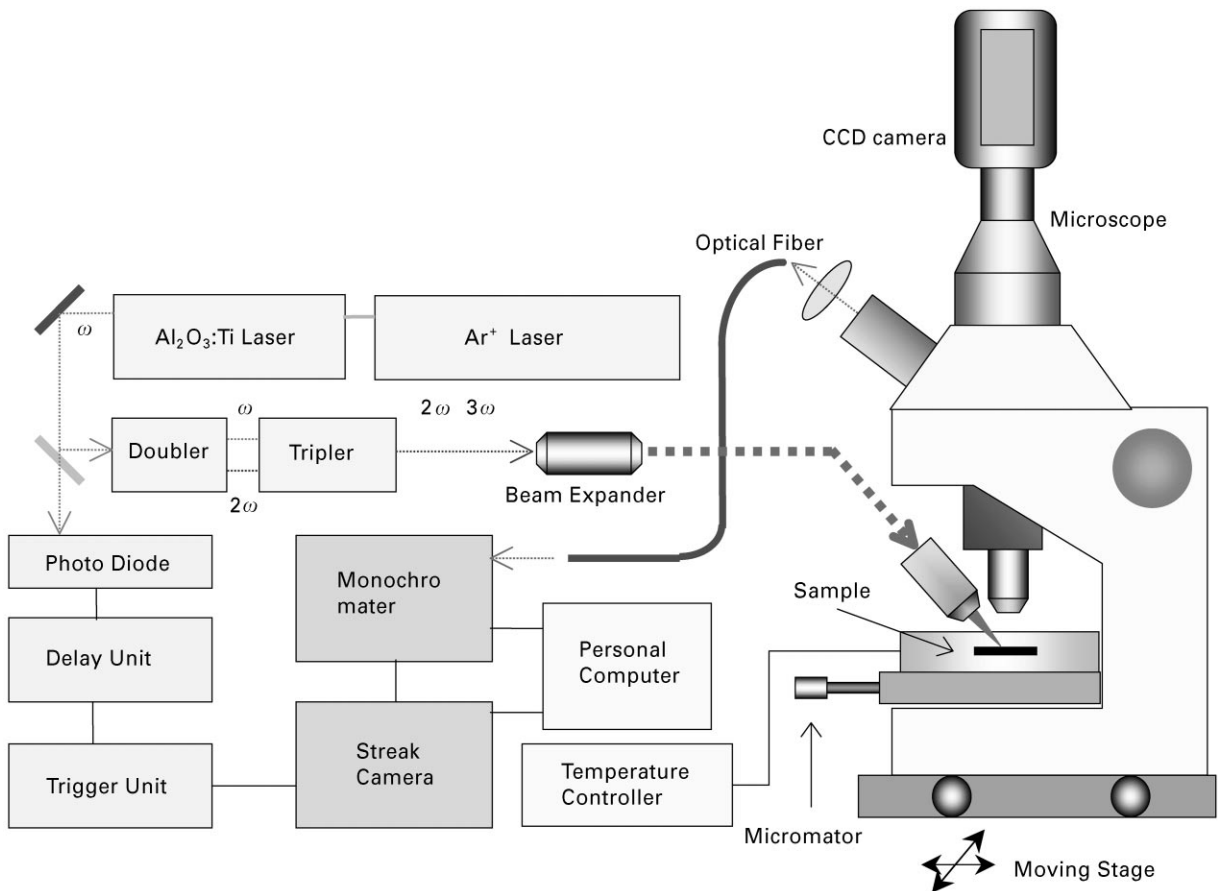 CCD camera
Microscope
Optical Fiber
ω
Al₂O₃:Ti Laser
Ar⁺ Laser
ω
2ω 3ω
Doubler
Tripler
2ω
Beam Expander
Photo Diode
Monochro
mater
Sample
Delay Unit
Personal
Computer
Trigger Unit
Streak
Camera
Temperature
Controller
Micromator
Moving Stage